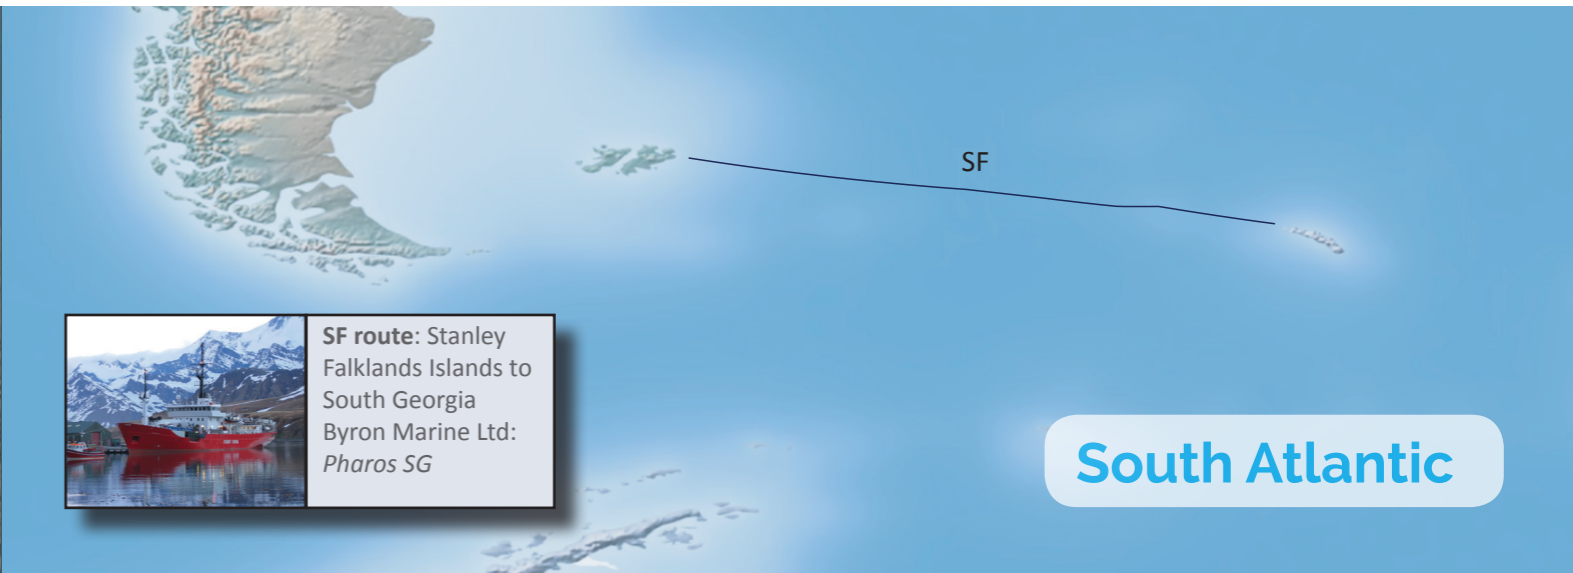 SF
SF route: Stanley
Falklands Islands to
South Georgia
Byron Marine Ltd:
Pharos SG
South Atlantic